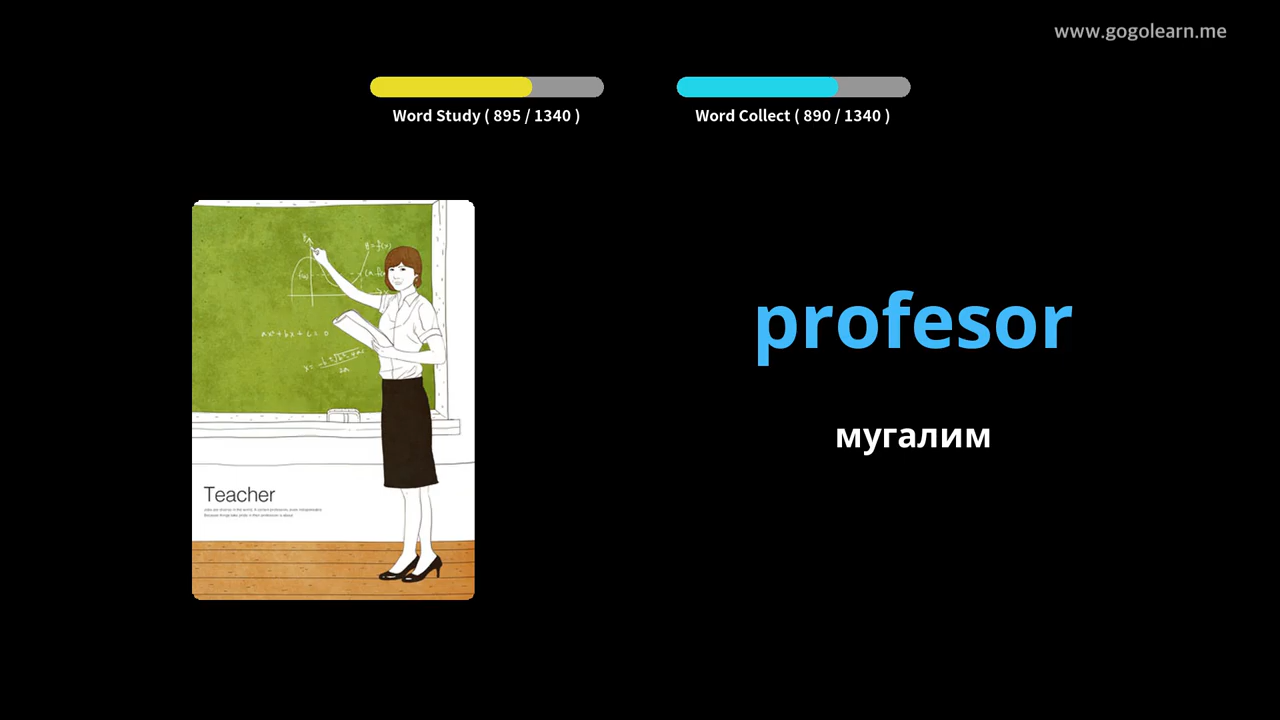 www.gogolearn.me
Word Study ( 895 / 1340 )
Word Collect ( 890 / 1340 )
profesor
мугалим
Teacher